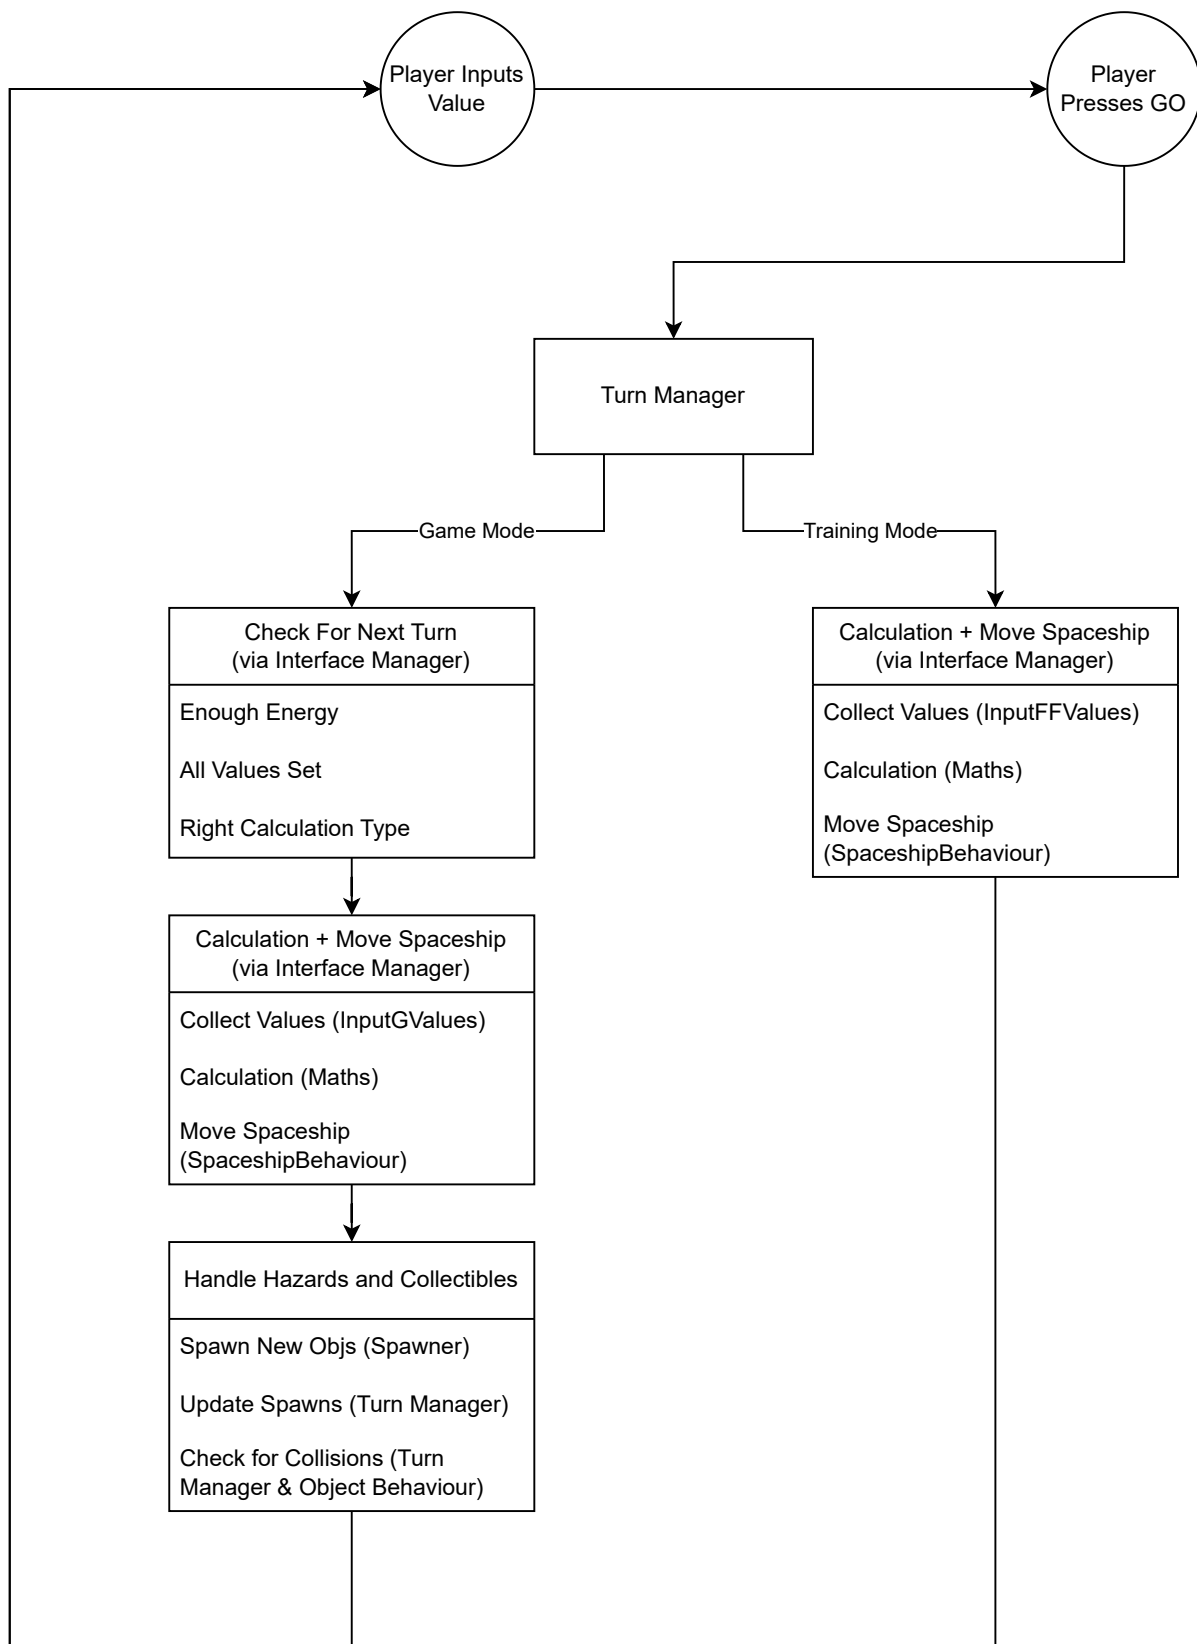 Player Inputs
Value
Player
Presses GO
Turn Manager
Game Mode
Training Mode
Check For Next Turn
(via Interface Manager)
Enough Energy
All Values Set
Right Calculation Type
Calculation + Move Spaceship
(via Interface Manager)
Collect Values (InputFFValues)
Calculation (Maths)
Move Spaceship
(SpaceshipBehaviour)
Calculation + Move Spaceship
(via Interface Manager)
Collect Values (InputGValues)
Calculation (Maths)
Move Spaceship
(SpaceshipBehaviour)
Handle Hazards and Collectibles
Spawn New Objs (Spawner)
Update Spawns (Turn Manager)
Check for Collisions (Turn
Manager & Object Behaviour)